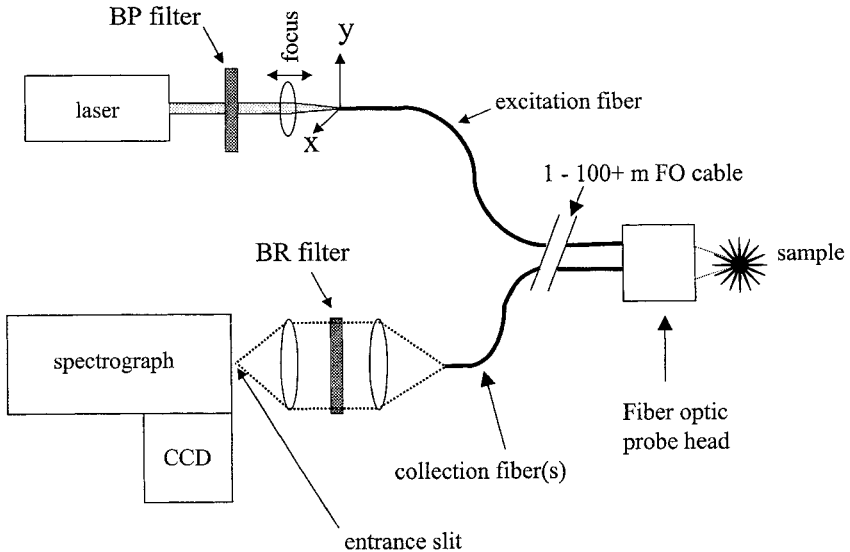 BP filter
focus
y
laser
x
excitation fiber
1 - 100+ m FO cable
sample
BR filter
spectrograph
CCD
Fiber optic
probe head
collection fiber(s)
entrance slit